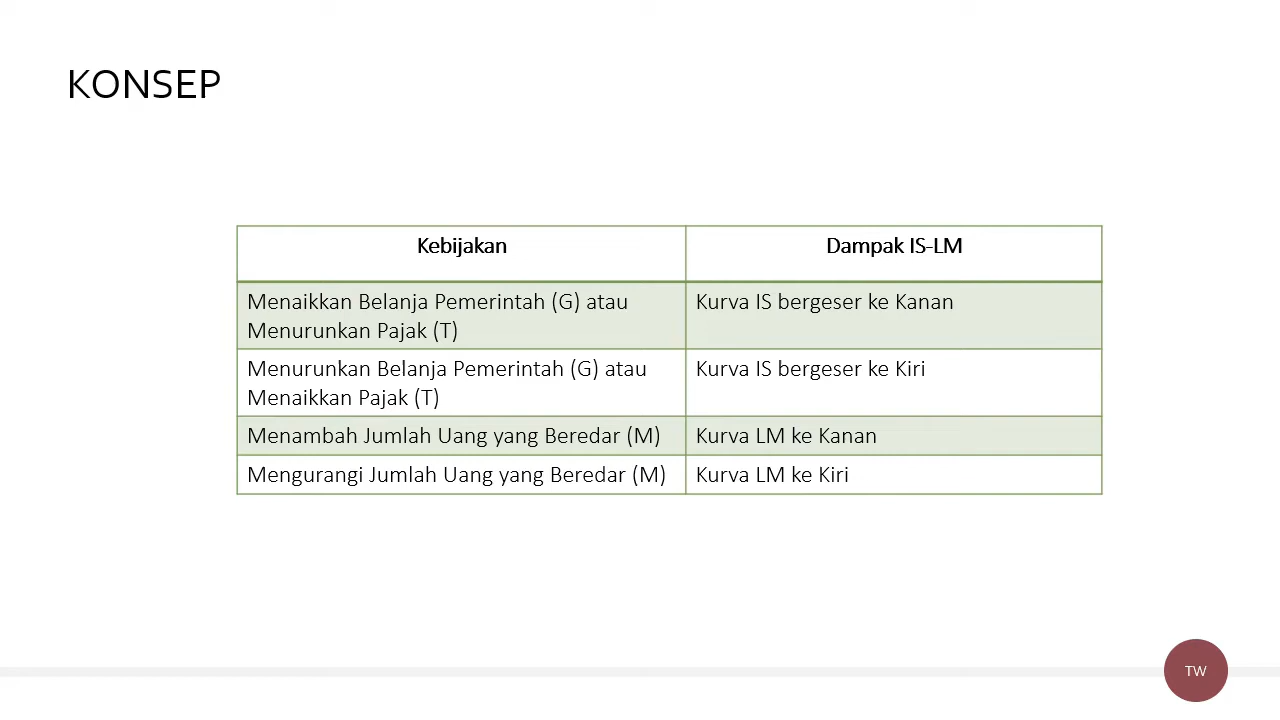 KONSEP
Kebijakan
Dampak IS-LM
Menaikkan Belanja Pemerintah (G) atau
Menurunkan Pajak (T)
Kurva IS bergeser ke Kanan
Menurunkan Belanja Pemerintah (G) atau
Menaikkan Pajak (T)
Kurva IS bergeser ke Kiri
Menambah Jumlah Uang yang Beredar (M)
Kurva LM ke Kanan
Mengurangi Jumlah Uang yang Beredar (M)
Kurva LM ke Kiri
TW